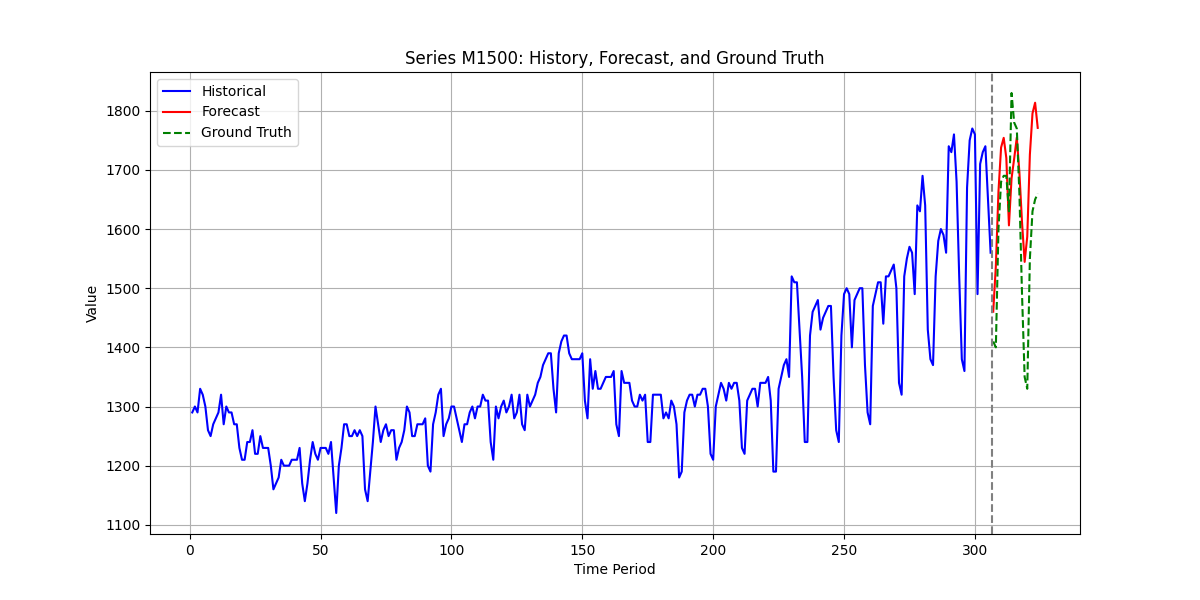 Series M1500: History, Forecast, and Ground Truth
Historical
Forecast
Ground Truth
Value
1800
1700
1600
1500
1400
1300
1200
1100
0 50 100 150 200 250 300
Time Period